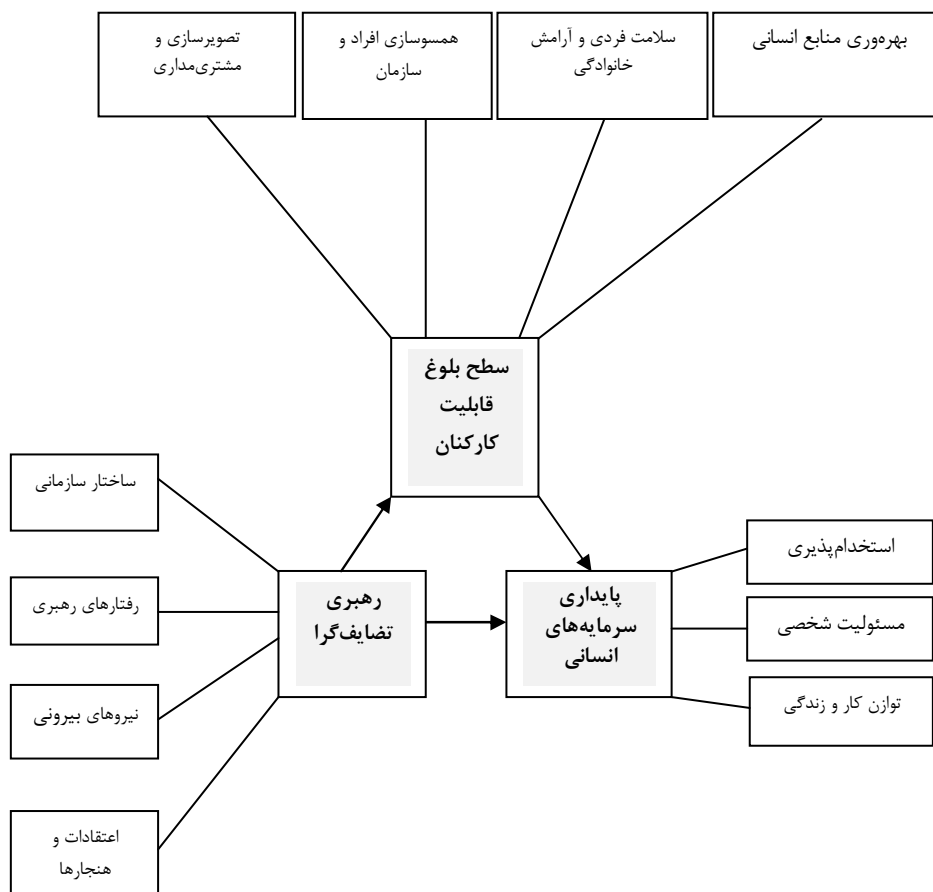 بهره‌وری منابع انسانی
سلامت فردی و آرامش
خانوادگی
همسوسازی افراد و
سازمان
تصویرسازی و
مشتری‌مداری
سطح بلوغ
قابلیت
کارکنان
ساختار سازمانی
رفتارهای رهبری
نیروهای بیرونی
اعتقادات و
هنجارها
رهبری
تضایف‌گرا
پایداری
سرمایه‌های
انسانی
استخدام‌پذیری
مسئولیت شخصی
توازن کار و زندگی